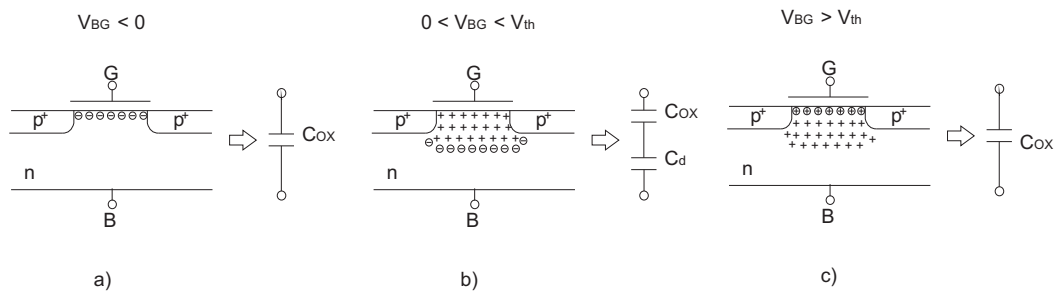 VBG < 0
0 < VBG < Vth
VBG > Vth
G
p+ p+
n
B
COX
a)
G
p+ p+
n
B
COX
Cd
b)
G
p+ p+
n
B
COX
c)